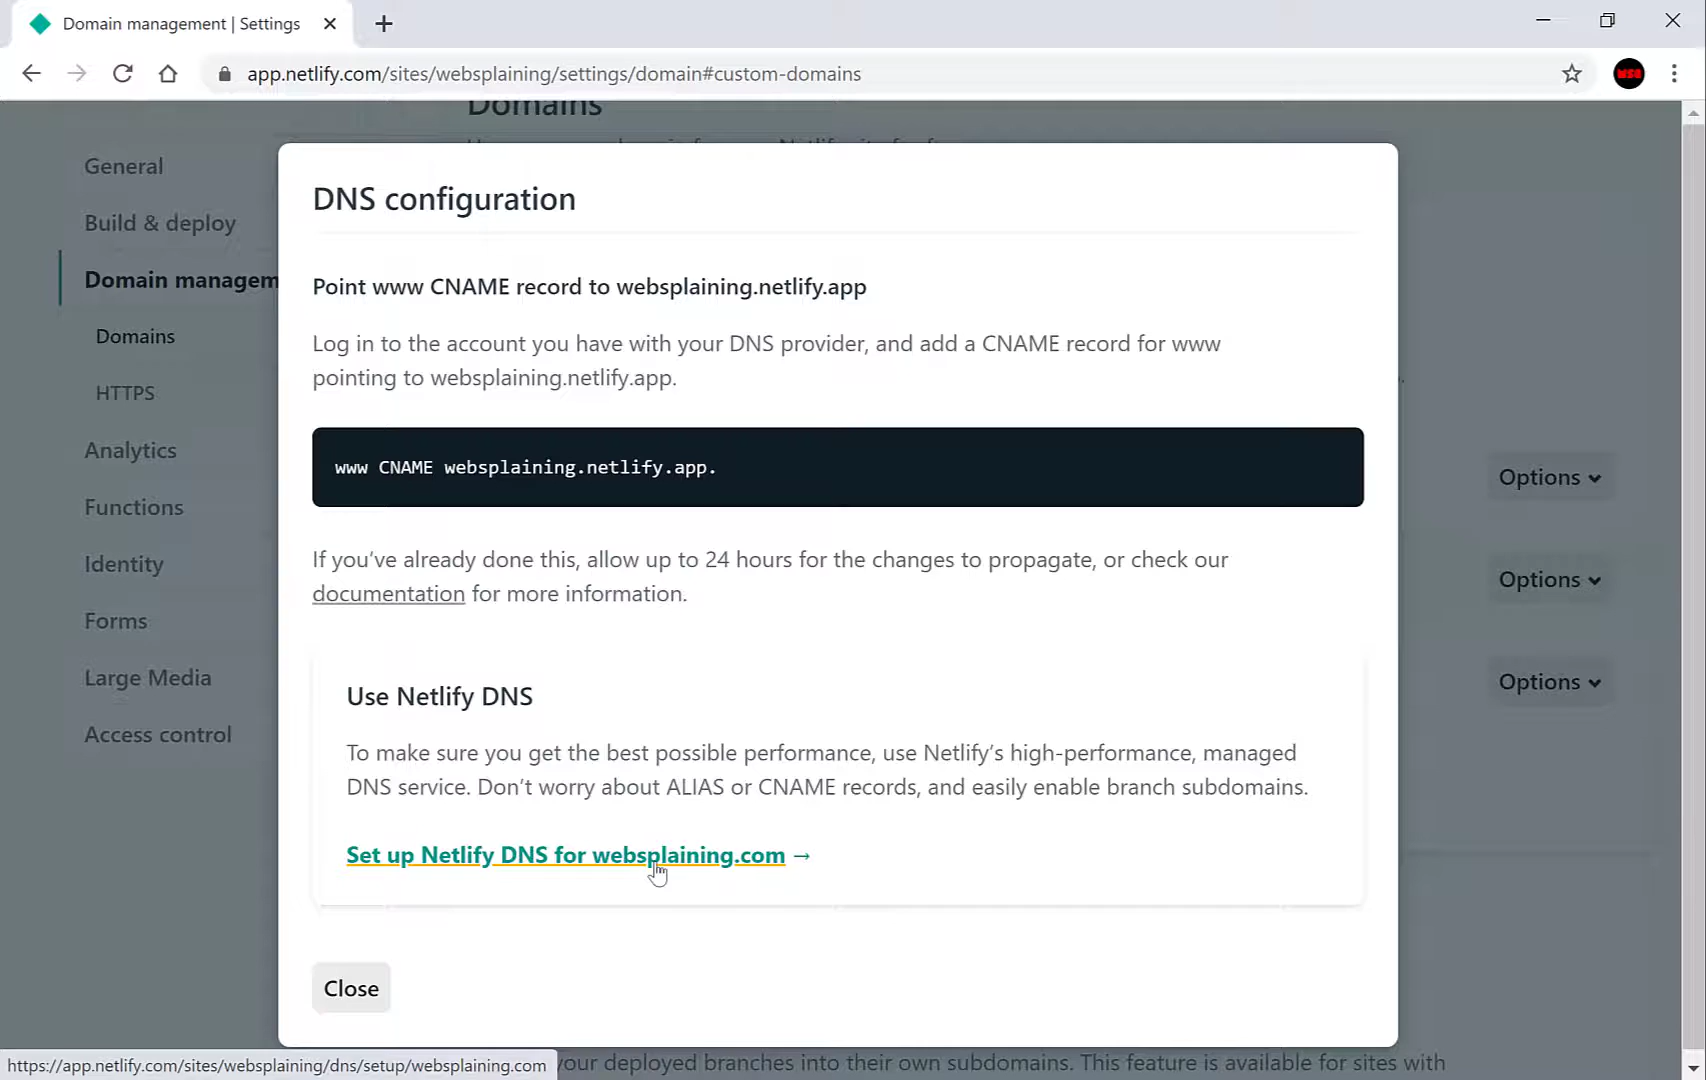 Domain management | Settings
app.netlify.com/sites/websplaining/settings/domain#custom-domains
WSB
Domains
General
Build & deploy
Domain managem
Domains
HTTPS
Analytics
Functions
Identity
Forms
Large Media
Access control
DNS configuration
Point www CNAME record to websplaining.netlify.app
Log in to the account you have with your DNS provider, and add a CNAME record for www
pointing to websplaining.netlify.app.
www CNAME websplaining.netlify.app.
If you've already done this, allow up to 24 hours for the changes to propagate, or check our
documentation for more information.
Use Netlify DNS
To make sure you get the best possible performance, use Netlify's high-performance, managed
DNS service. Don't worry about ALIAS or CNAME records, and easily enable branch subdomains.
Set up Netlify DNS for websplaining.com →
Close
Options
Options
Options
https://app.netlify.com/sites/websplaining/dns/setup/websplaining.com
your deployed branches into their own subdomains. This feature is available for sites with